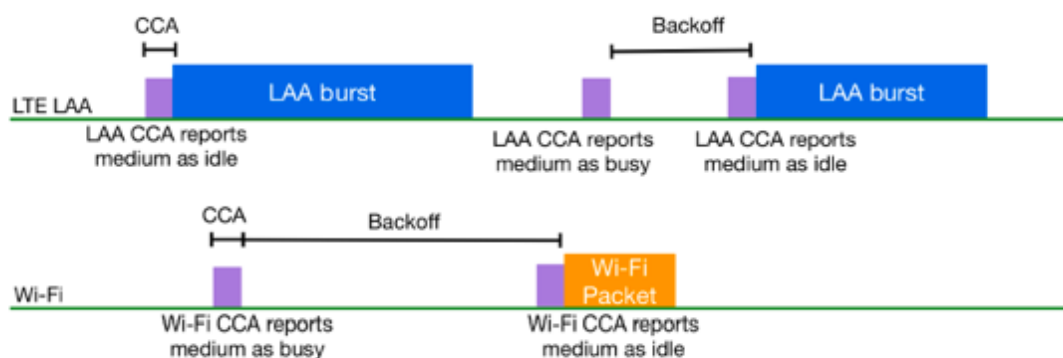 CCA
Backoff
LAA burst
LAA burst
LTE LAA
LAA CCA reports
medium as idle
LAA CCA reports
medium as busy
LAA CCA reports
medium as idle
CCA
Backoff
Wi-Fi
Packet
Wi-Fi
Wi-Fi CCA reports
medium as busy
Wi-Fi CCA reports
medium as idle